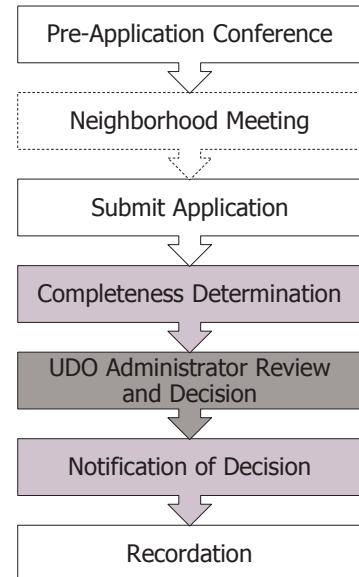 Pre-Application Conference
Neighborhood Meeting
Submit Application
Completeness Determination
UDO Administrator Review
and Decision
Notification of Decision
Recordation